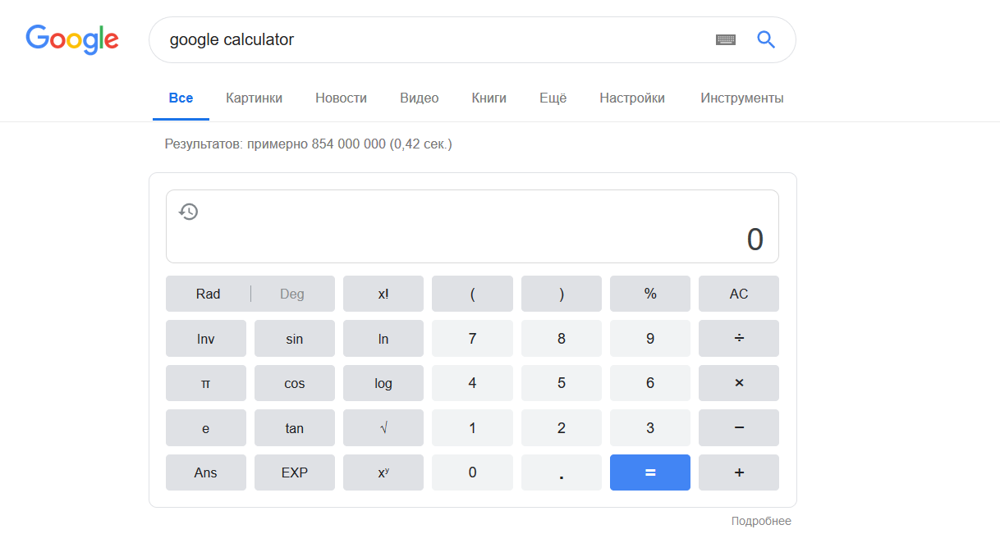 Google google calculator
Все Картинки Новости Видео Книги Ещё Настройки Инструменты
Результатов: примерно 854 000 000 (0,42 сек.)
0
Rad Deg x! ( ) % AC
Inv sin ln 7 8 9 ÷
π cos log 4 5 6 ×
e tan √ 1 2 3 −
Ans EXP xʸ 0 . = +
Подробнее